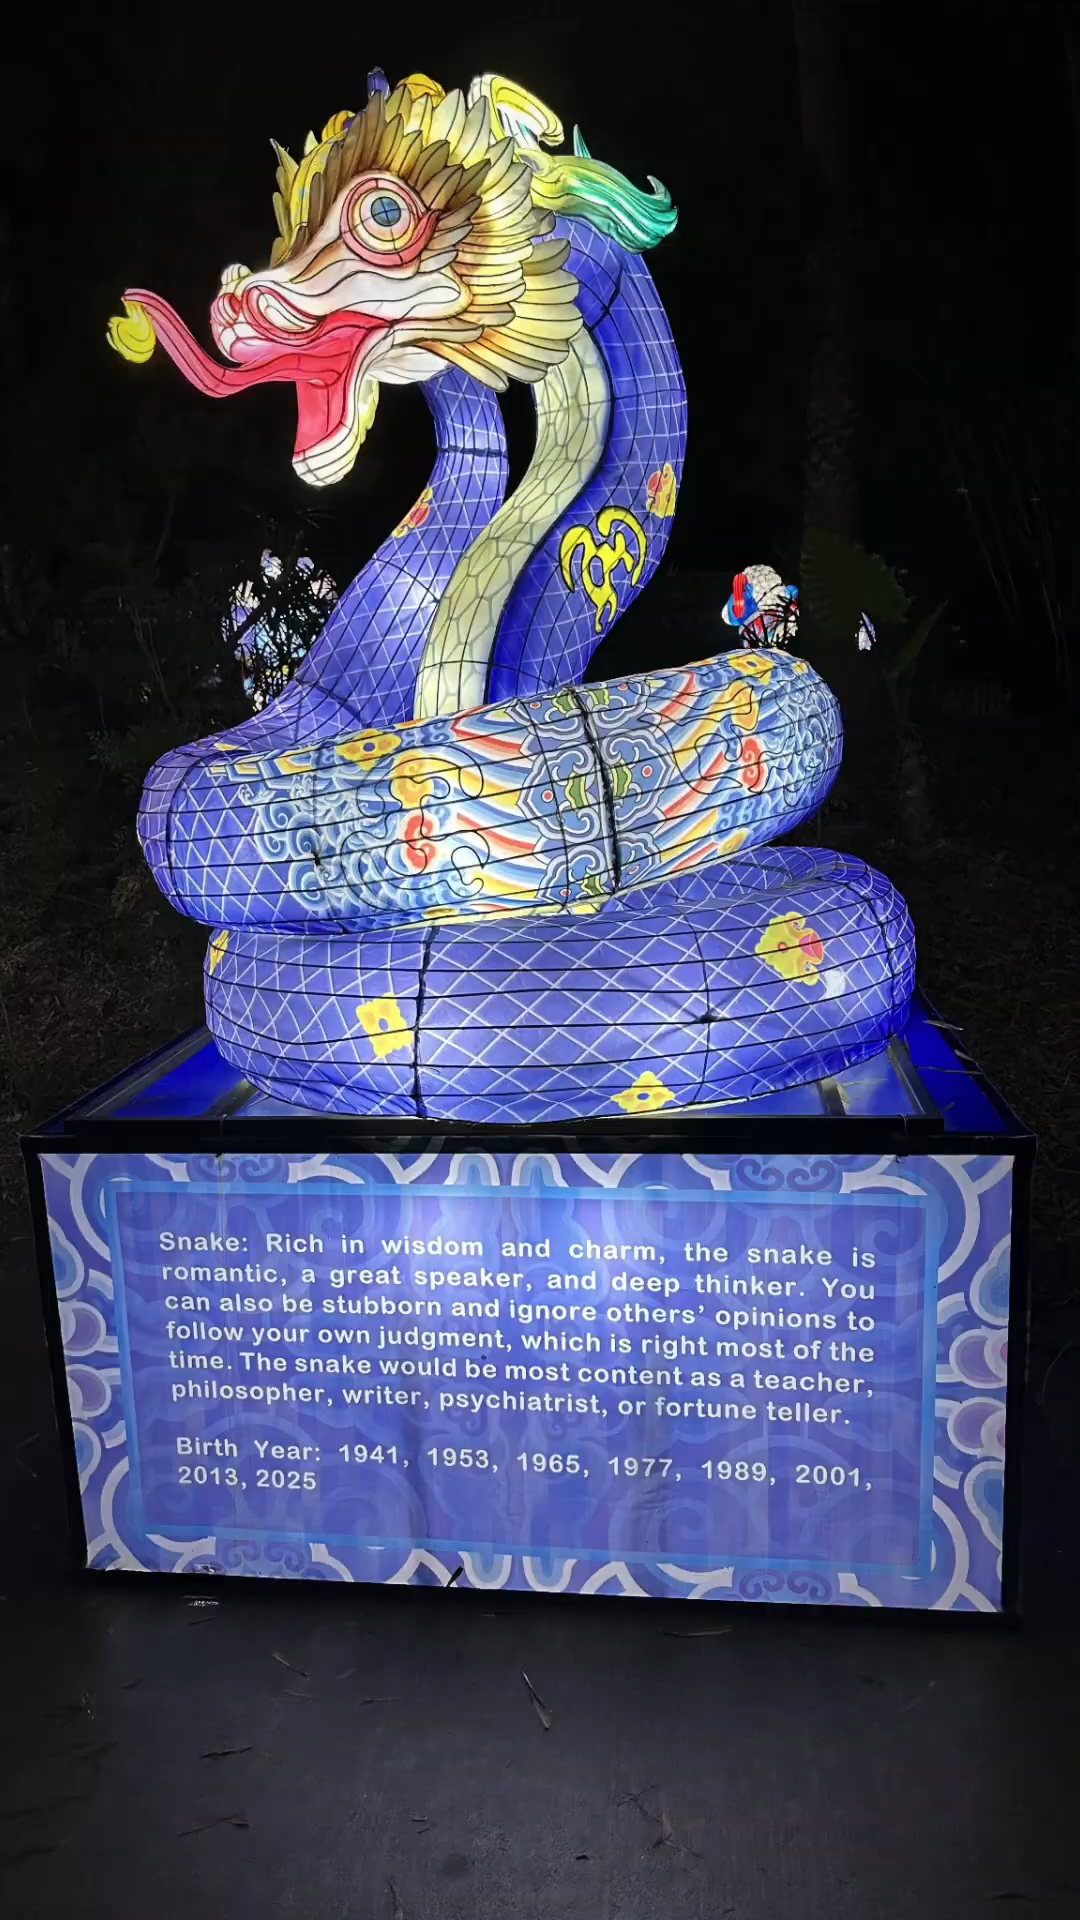 Snake: Rich in wisdom and charm, the snake is
romantic, a great speaker, and deep thinker. You
can also be stubborn and ignore others’ opinions to
follow your own judgment, which is right most of the
time. The snake would be most content as a teacher,
philosopher, writer, psychiatrist, or fortune teller.
Birth Year: 1941, 1953, 1965, 1977, 1989, 2001,
2013, 2025